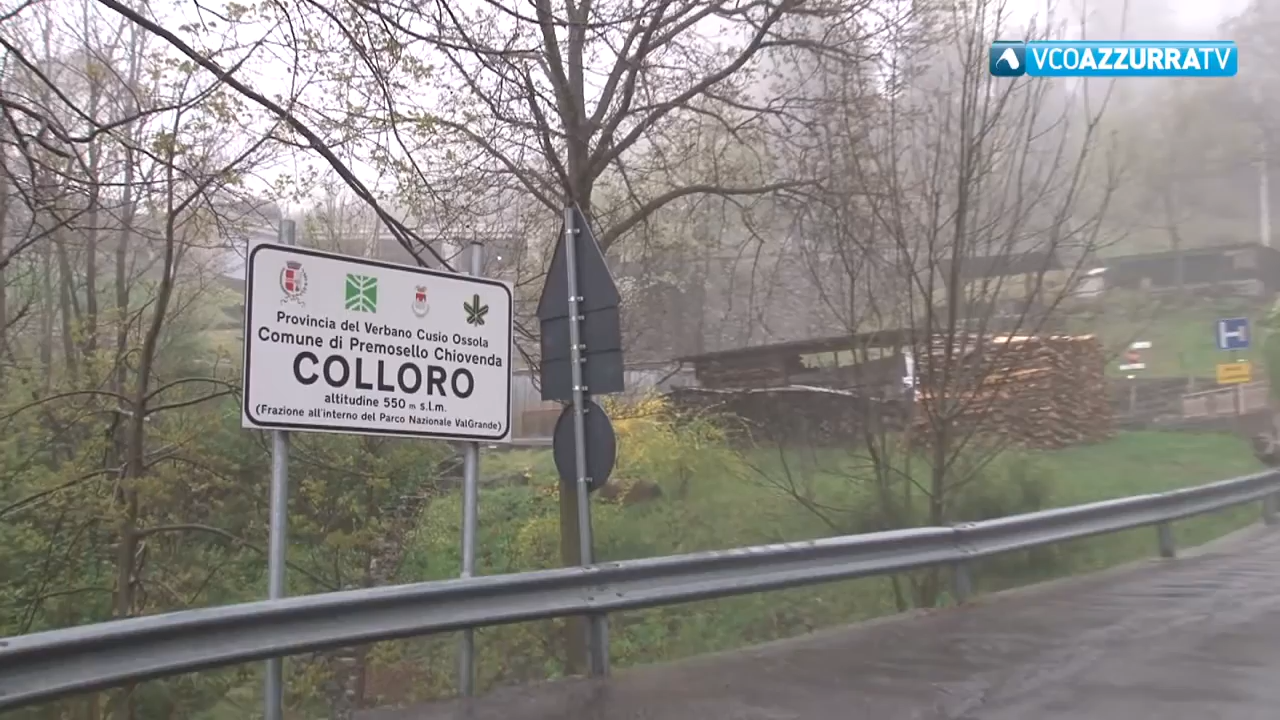 VCOAZZURRATV
Provincia del Verbano Cusio Ossola
Comune di Premosello Chiovenda
COLLORO
altitudine 550 m s.l.m.
(Frazione all'interno del Parco Nazionale ValGrande)
H